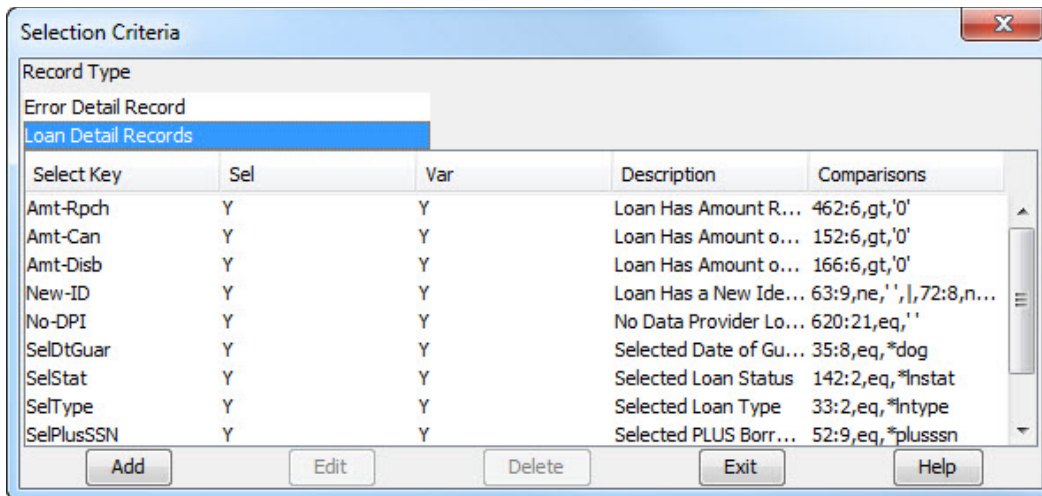 Selection Criteria
Record Type
Error Detail Record
Loan Detail Records
Select Key Sel Var Description Comparisons
Amt-Rpch Y Y Loan Has Amount R... 462:6,gt,'0'
Amt-Can Y Y Loan Has Amount o... 152:6,gt,'0'
Amt-Disb Y Y Loan Has Amount o... 166:6,gt,'0'
New-ID Y Y Loan Has a New Ide... 63:9,ne,' ',|,72:8,n...
No-DPI Y Y No Data Provider Lo... 620:21,eq,' '
SelDtGuar Y Y Selected Date of Gu... 35:8,eq,*dog
SelStat Y Y Selected Loan Status 142:2,eq,*lnstat
SelType Y Y Selected Loan Type 33:2,eq,*lntype
SelPlusSSN Y Y Selected PLUS Borr... 52:9,eq,*plusssn
Add Edit Delete Exit Help